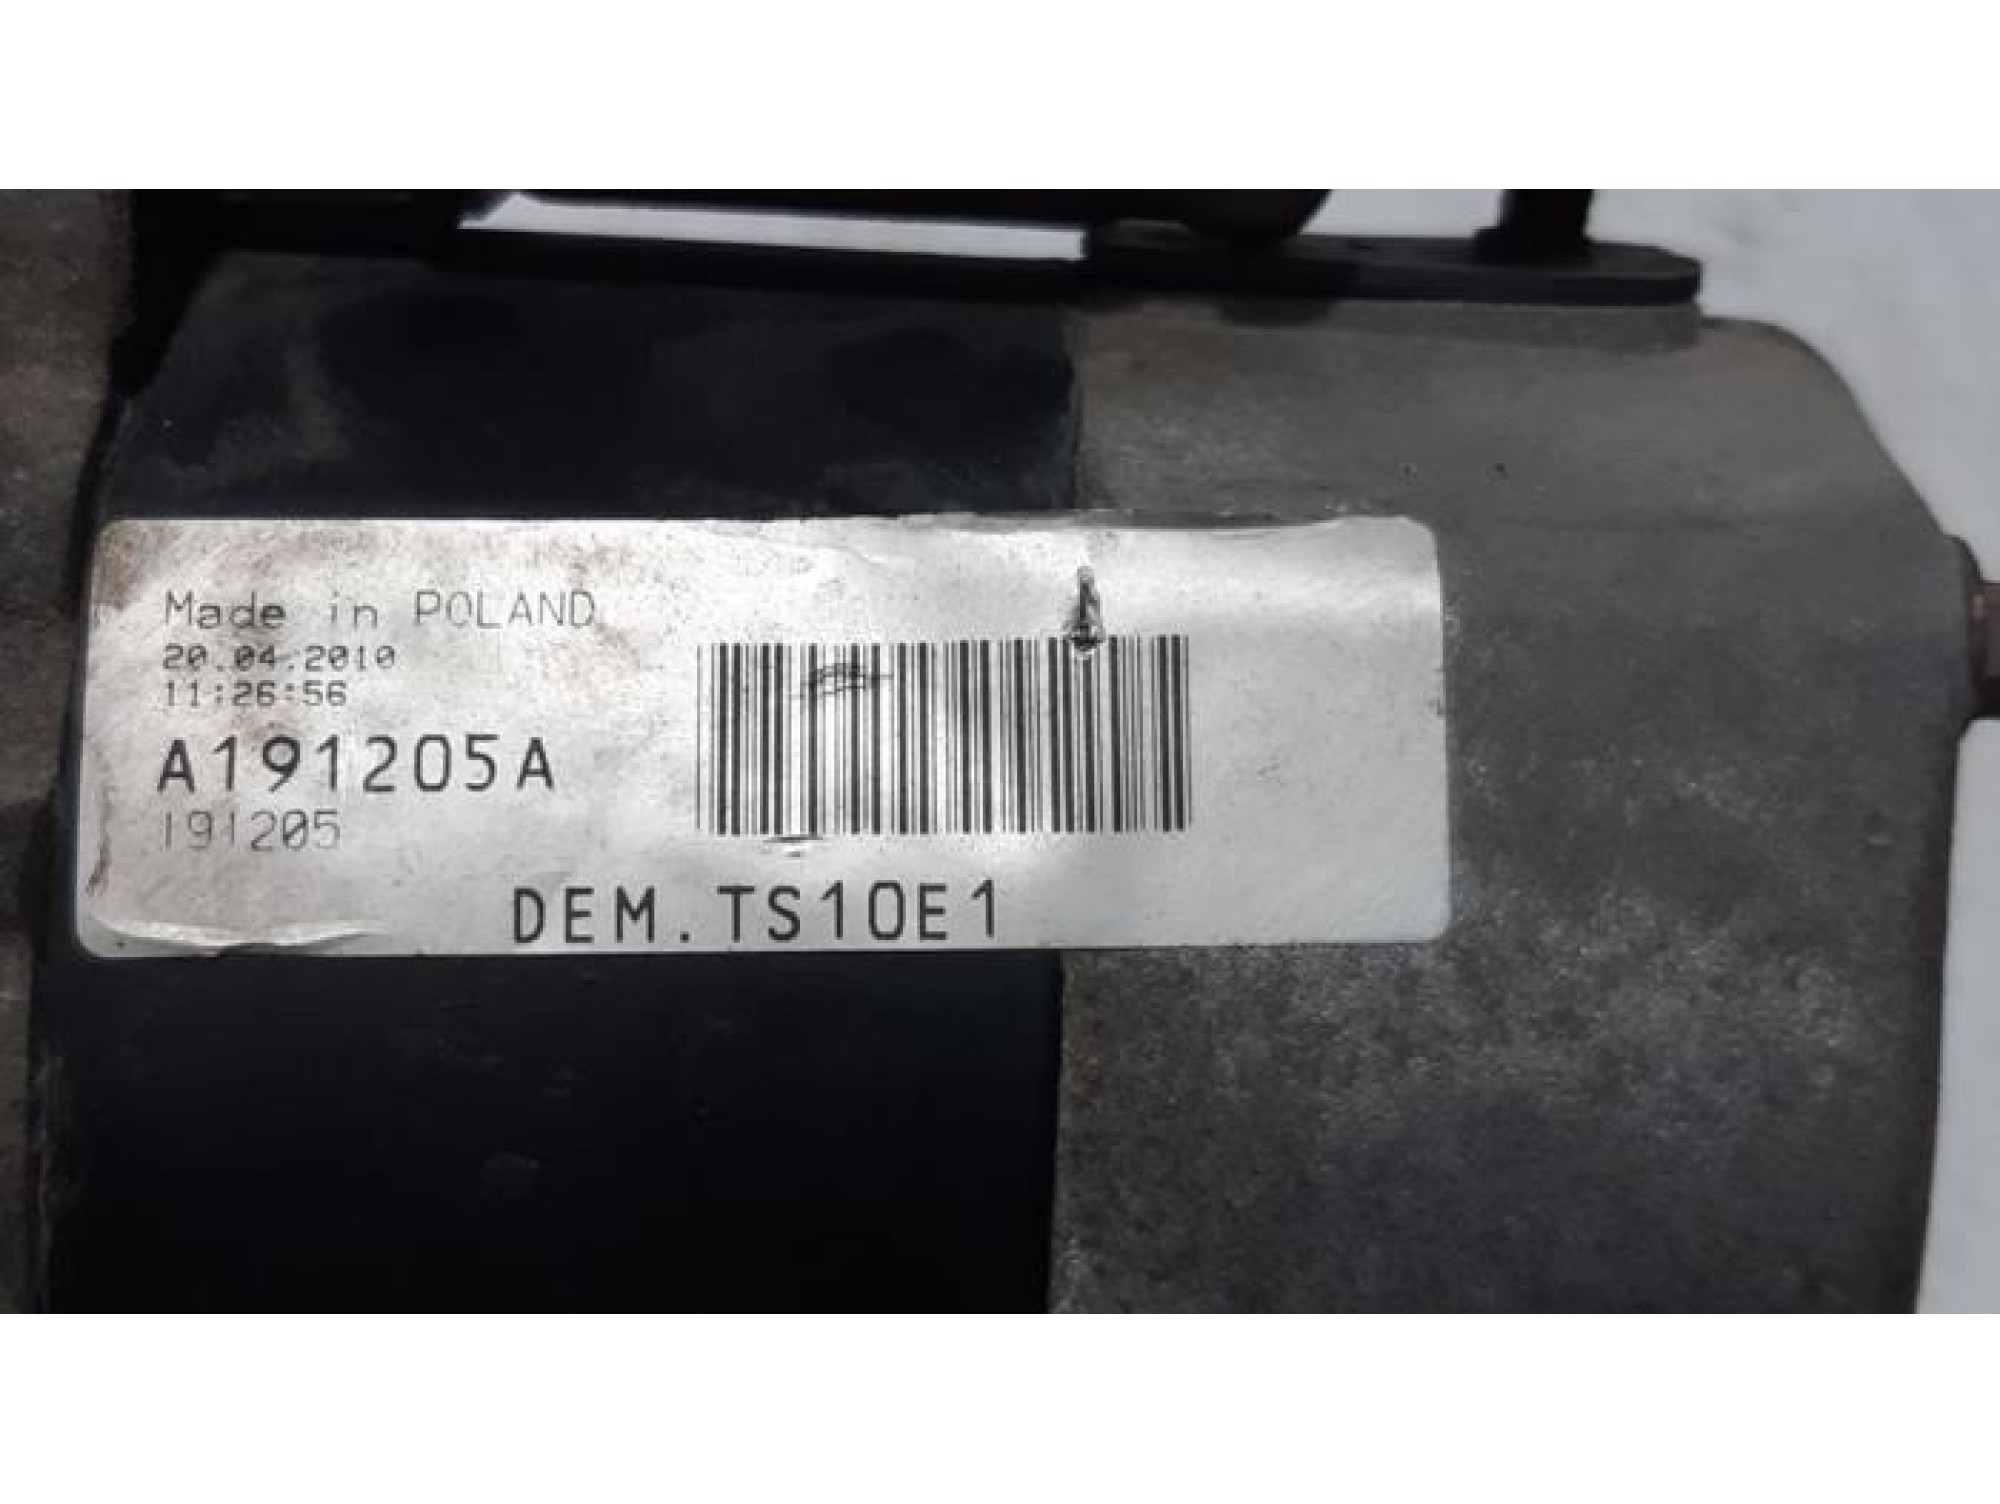 Made in POLAND
20.04.2010
11:26:56
A191205A
191205
DEM.TS10E1